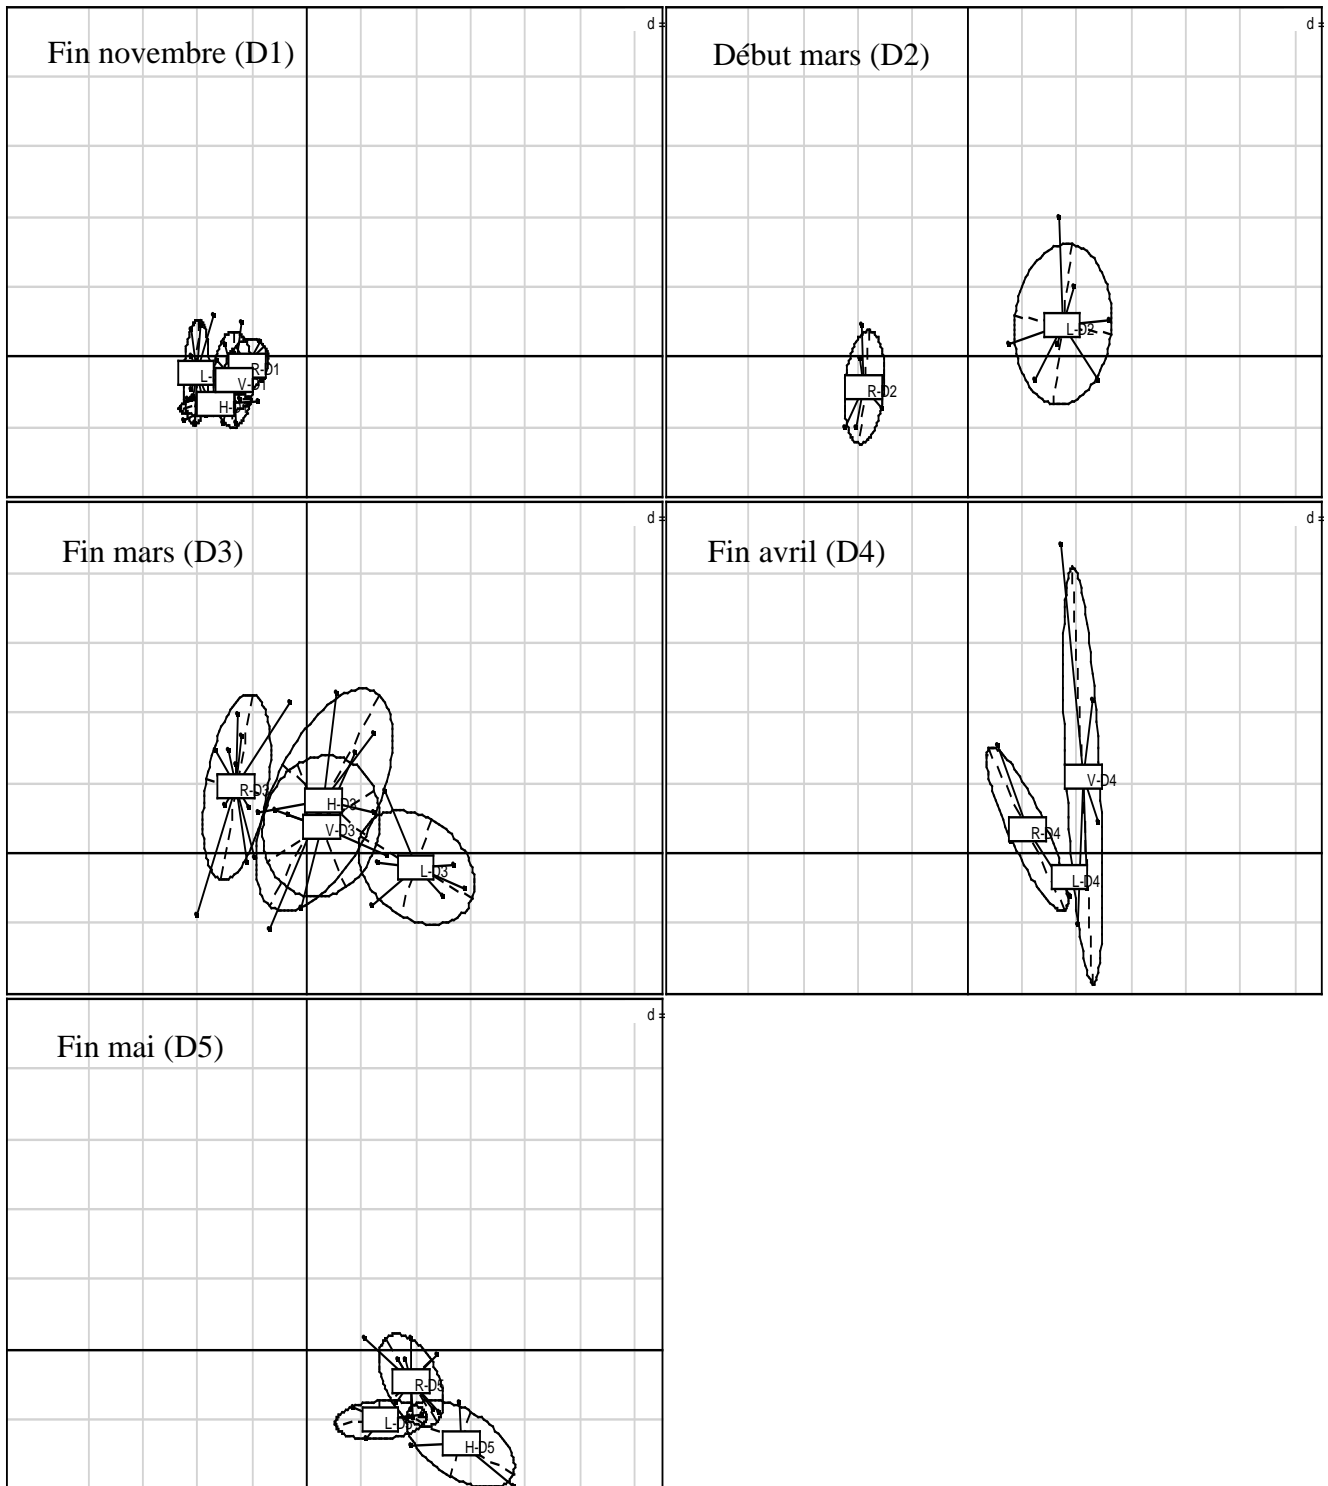 d =
Fin novembre (D1)
L-
R-D1
V-D1
H-
d =
Début mars (D2)
L-D2
R-D2
d =
Fin mars (D3)
R-D3
H-D3
V-D3
L-D3
d =
Fin avril (D4)
V-D4
R-D4
L-D4
d =
Fin mai (D5)
R-D5
L-D5
H-D5